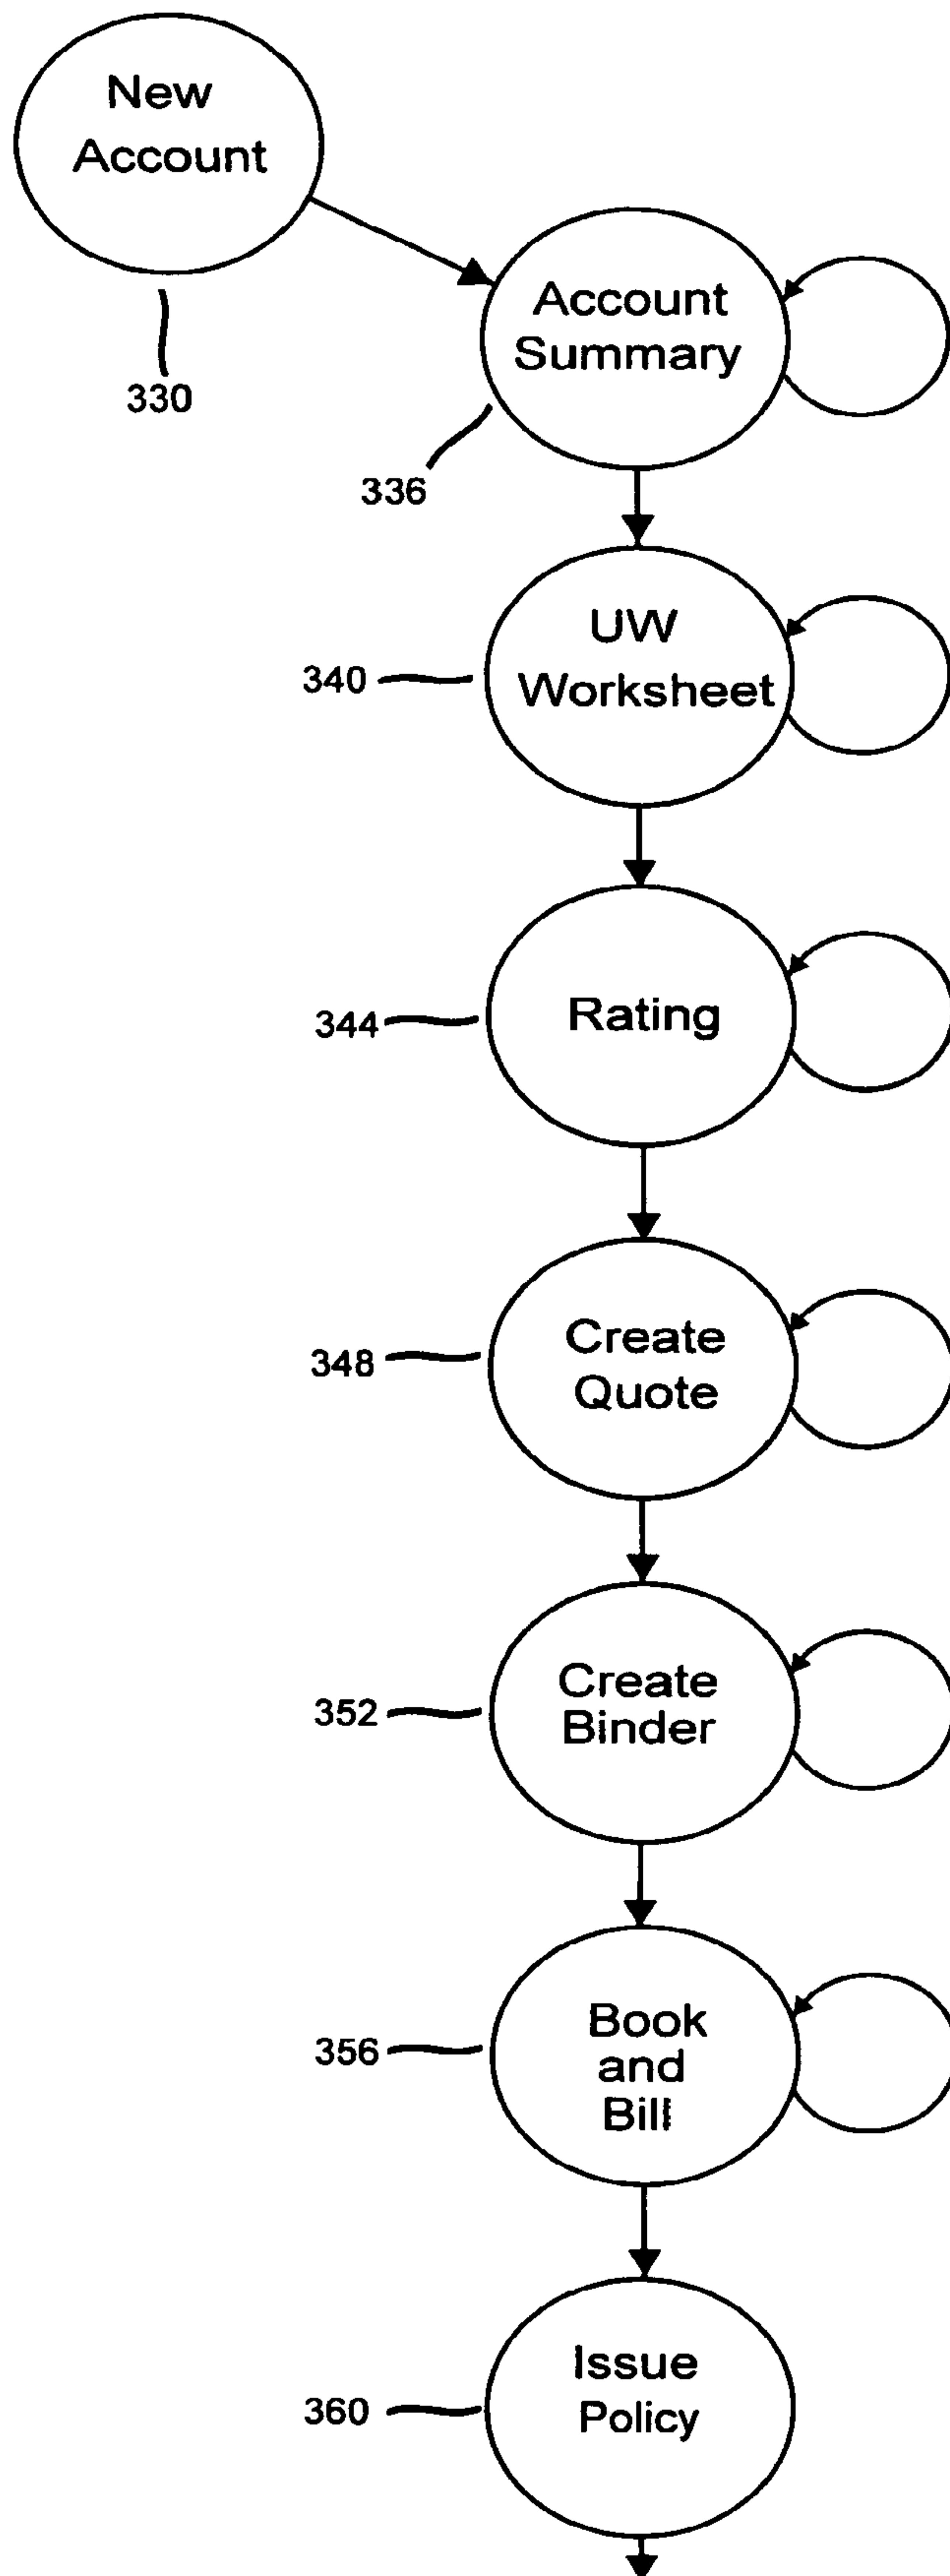 New
Account
330
Account
Summary
336
UW
Worksheet
340
Rating
344
Create
Quote
348
Create
Binder
352
Book
and
Bill
356
Issue
Policy
360